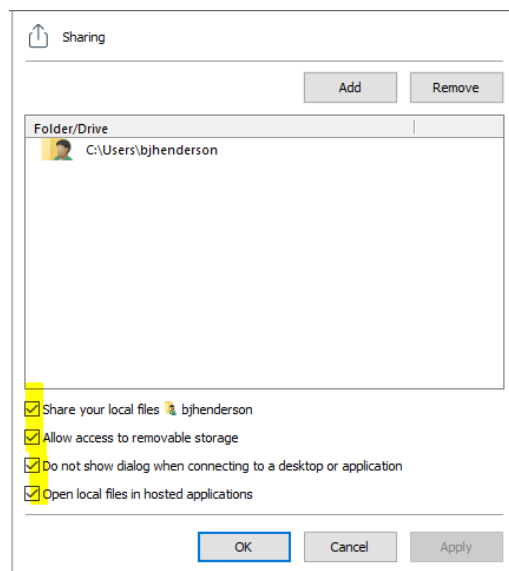 Sharing
Add Remove
Folder/Drive
C:\Users\bjhenderson
Share your local files bjhenderson
Allow access to removable storage
Do not show dialog when connecting to a desktop or application
Open local files in hosted applications
OK Cancel Apply